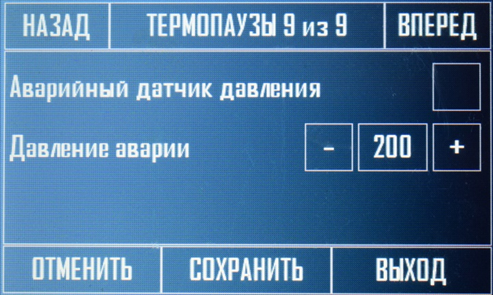 НАЗАД ТЕРМОПАУЗЫ 9 из 9 ВПЕРЕД
Аварийный датчик давления
Давление аварии - 200 +
ОТМЕНИТЬ СОХРАНИТЬ ВЫХОД